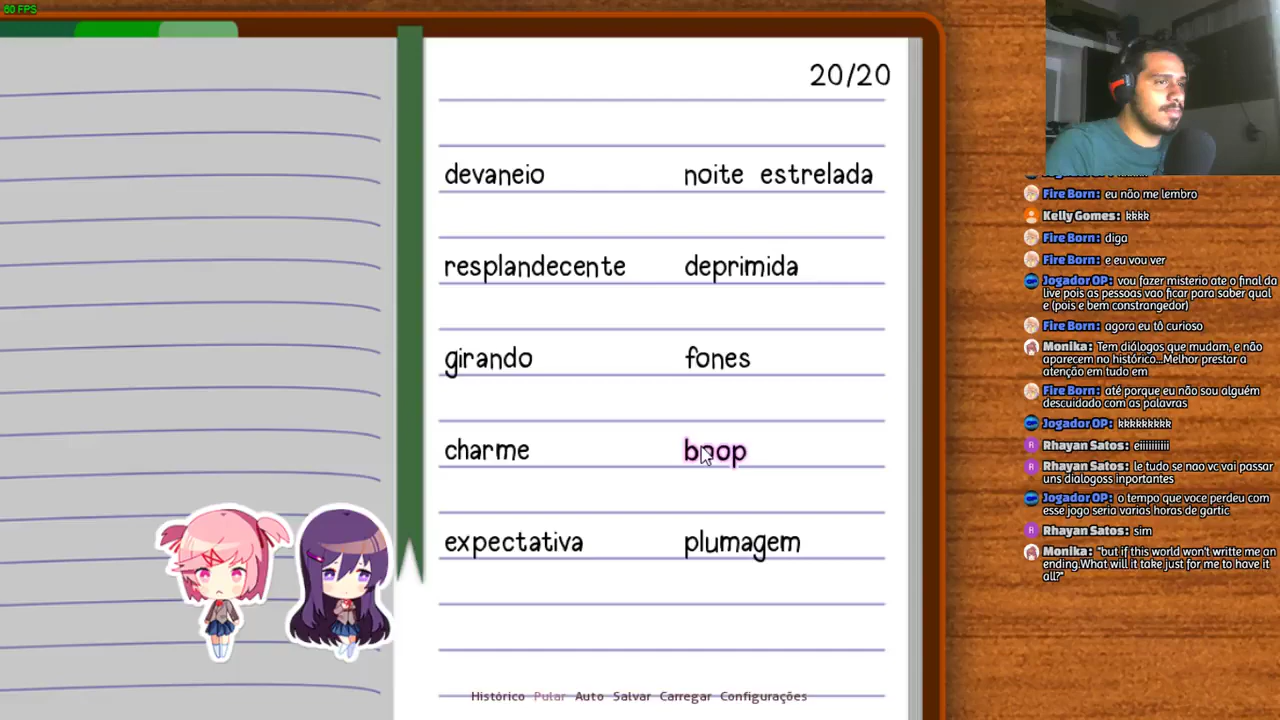 60 FPS
20/20
devaneio noite estrelada
resplandecente deprimida
girando fones
charme boop
expectativa plumagem
Histórico Pular Auto Salvar Carregar Configurações
Fire Born: eu não me lembro
Kelly Gomes: kkkk
Fire Born: diga
Fire Born: e eu vou ver
Jogador OP: vou fazer misterio ate o final da
live pois as pessoas vao ficar para saber qual
e (pois e bem constrangedor)
Fire Born: agora eu tô curioso
Monika: Tem diálogos que mudam, e não
aparecem no histórico...Melhor prestar a
atenção em tudo em
Fire Born: até porque eu não sou alguém
descuidado com as palavras
Jogador OP: kkkkkkkkk
Rhayan Satos: eiiiiiiiiii
Rhayan Satos: le tudo se nao vc vai passar
uns dialogoss inportantes
Jogador OP: o tempo que voce perdeu com
esse jogo seria varias horas de gartic
Rhayan Satos: sim
Monika: "but if this world won't writte me an
ending.What will it take just for me to have it
all?"